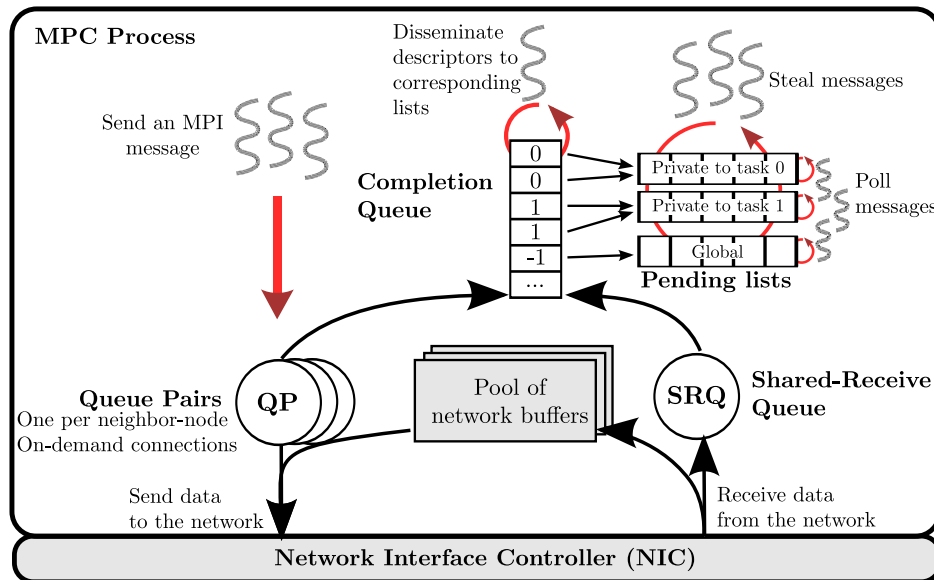 MPC Process
Disseminate
descriptors to
corresponding
lists
Steal messages
Send an MPI
message
Completion
Queue
0
0
1
1
-1
...
Private to task 0
Private to task 1
Global
Pending lists
Poll
messages
Queue Pairs
One per neighbor-node
On-demand connections
QP
Pool of
network buffers
SRQ
Shared-Receive
Queue
Send data
to the network
Receive data
from the network
Network Interface Controller (NIC)